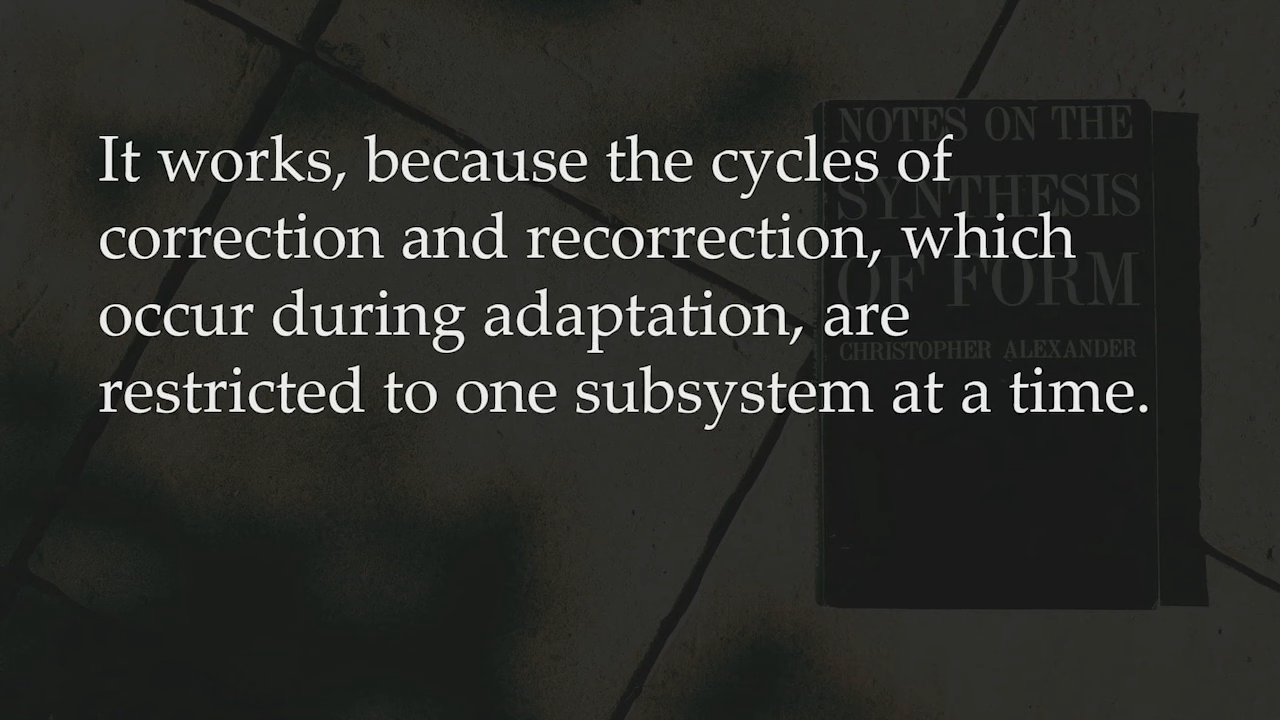 It works, because the cycles of
correction and recorrection, which
occur during adaptation, are
restricted to one subsystem at a time.
NOTES ON THE
SYNTHESIS
OF FORM
CHRISTOPHER ALEXANDER